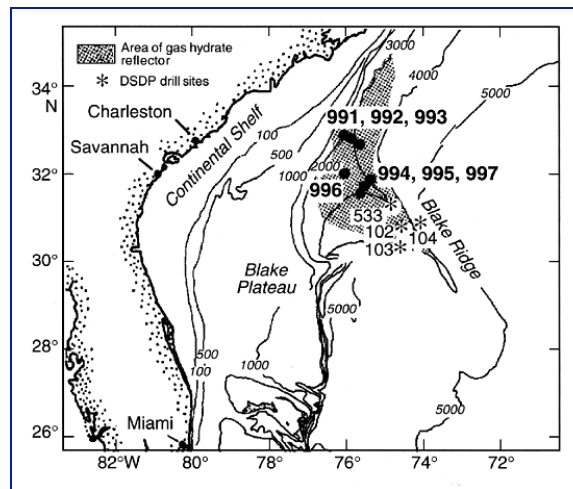 Area of gas hydrate
reflector
DSDP drill sites
34°
N
32°
30°
28°
26°
Charleston
Savannah
Continental Shelf
Miami
Blake
Plateau
Blake Ridge
991, 992, 993
994, 995, 997
996
533
102
103
104
100
500
1000
2000
3000
4000
5000
5000
500
100
1000
5000
5000
82°W
80°
78°
76°
74°
72°